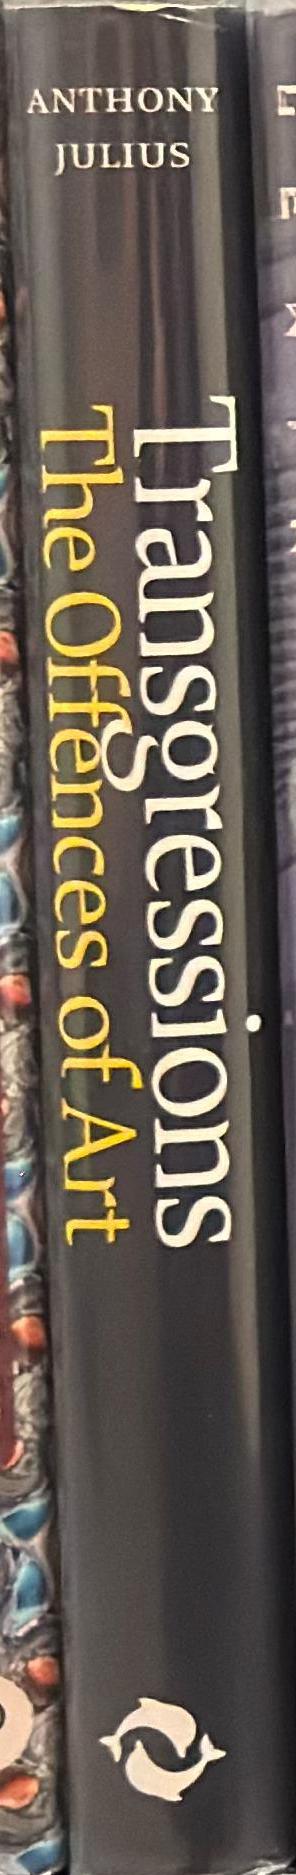 ANTHONY
JULIUS
Transgressions
The Offences of Art